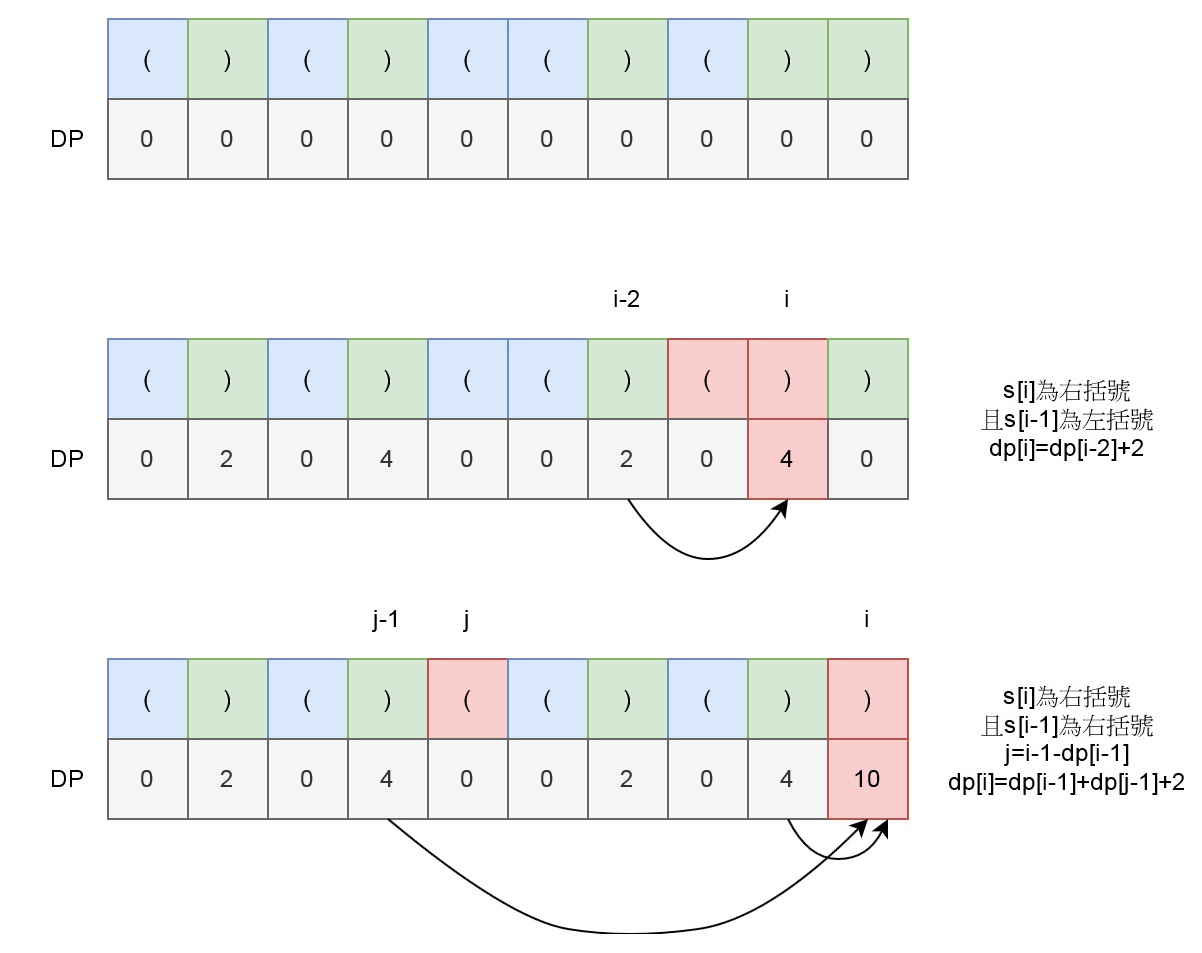 ( ) ( ) ( ( ) ( ) )
DP 0 0 0 0 0 0 0 0 0 0
i-2 i
( ) ( ) ( ( ) ( ) )
DP 0 2 0 4 0 0 2 0 4 0
s[i]為右括號
且s[i-1]為左括號
dp[i]=dp[i-2]+2
j-1 j i
( ) ( ) ( ( ) ( ) )
DP 0 2 0 4 0 0 2 0 4 10
s[i]為右括號
且s[i-1]為右括號
j=i-1-dp[i-1]
dp[i]=dp[i-1]+dp[j-1]+2